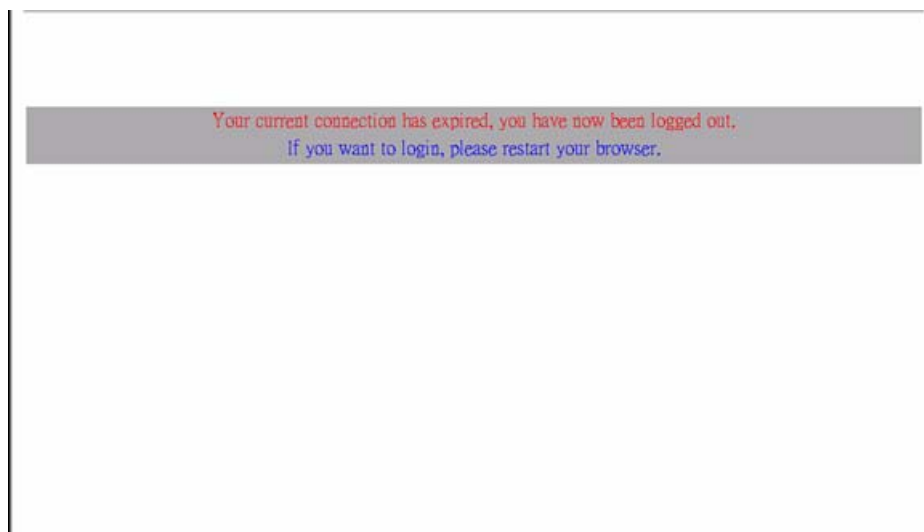 Your current connection has expired, you have now been logged out.
If you want to login, please restart your browser.